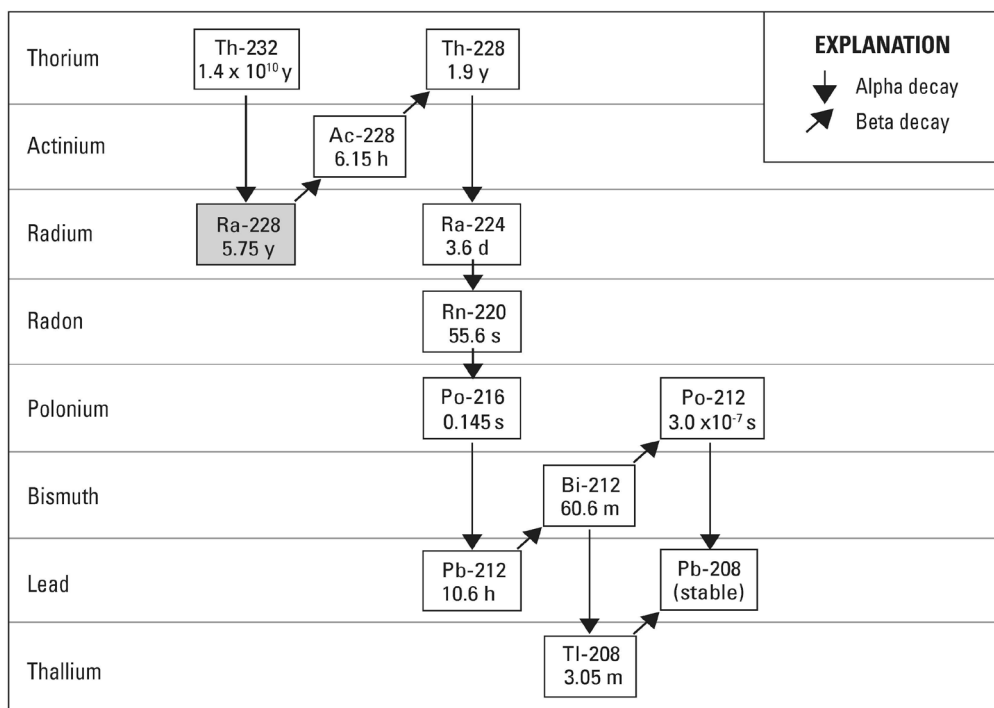 Thorium
Th-232
1.4 x 10¹⁰ y
Th-228
1.9 y
EXPLANATION
Alpha decay
Beta decay
Actinium
Ac-228
6.15 h
Radium
Ra-228
5.75 y
Ra-224
3.6 d
Radon
Rn-220
55.6 s
Polonium
Po-216
0.145 s
Po-212
3.0 x10⁻⁷ s
Bismuth
Bi-212
60.6 m
Lead
Pb-212
10.6 h
Pb-208
(stable)
Thallium
Tl-208
3.05 m